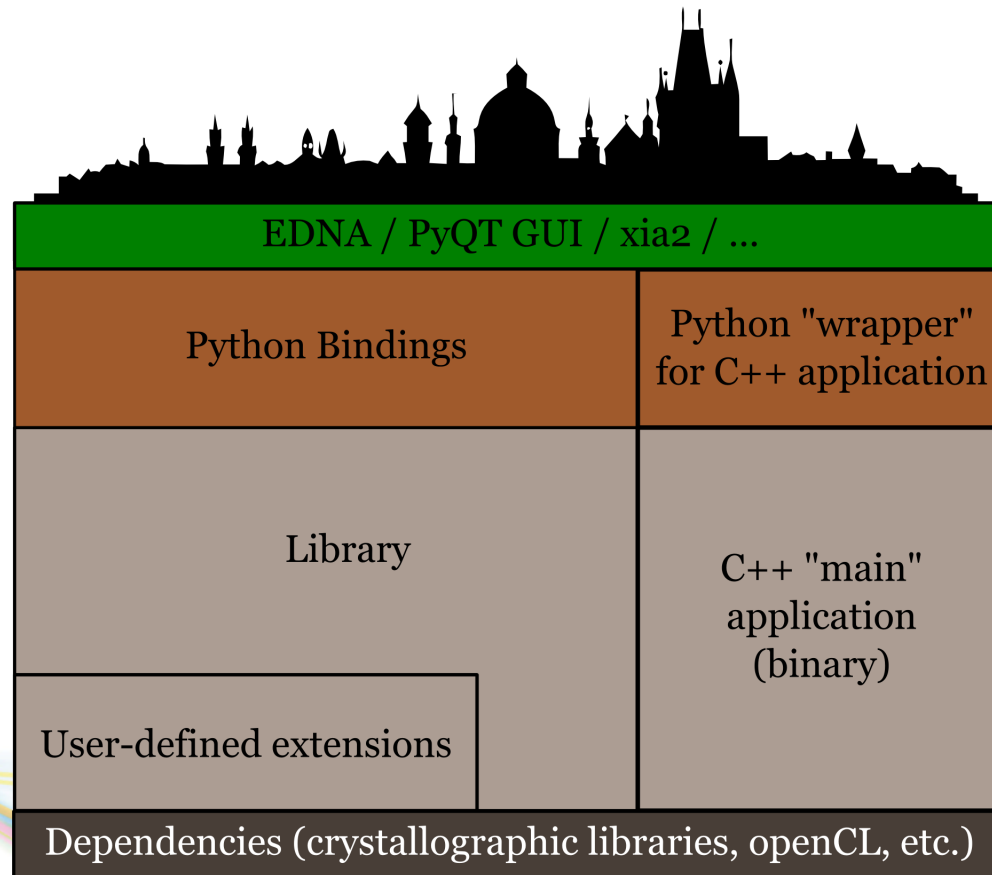 EDNA / PyQT GUI / xia2 / ...
Python Bindings
Python "wrapper"
for C++ application
Library
C++ "main"
application
(binary)
User-defined extensions
Dependencies (crystallographic libraries, openCL, etc.)